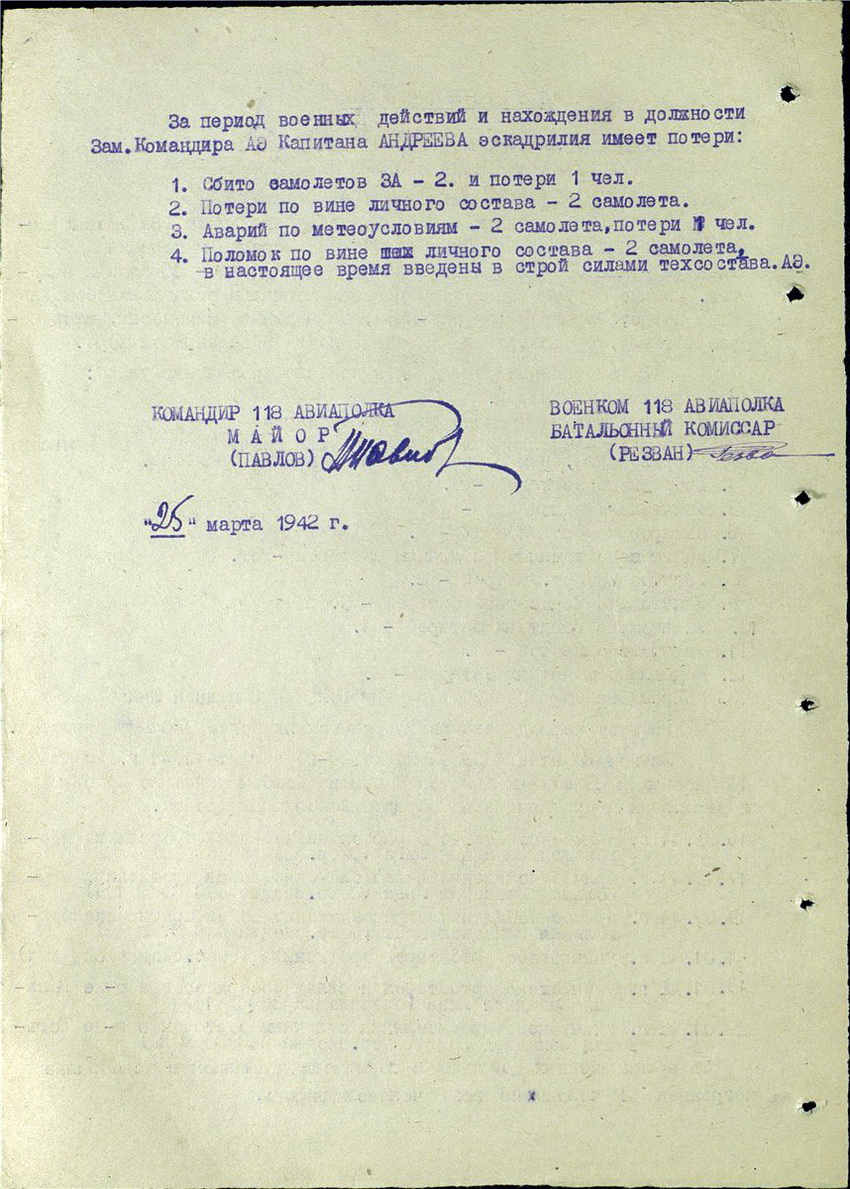 За период военных действий и нахождения в должности
Зам.Командира АЭ Капитана АНДРЕЕВА эскадрилия имеет потери:
1. Сбито самолетов ЗА - 2. и потери 1 чел.
2. Потери по вине личного состава - 2 самолета.
3. Аварий по метеоусловиям - 2 самолета,потери 1 чел.
4. Поломок по вине личного состава - 2 самолета,
в настоящее время введены в строй силами техсостава.АЭ.
КОМАНДИР 118 АВИАПОЛКА
МАЙОР
(ПАВЛОВ) Павлов
ВОЕНКОМ 118 АВИАПОЛКА
БАТАЛЬОННЫЙ КОМИССАР
(РЕЗВАН)
"25" марта 1942 г.